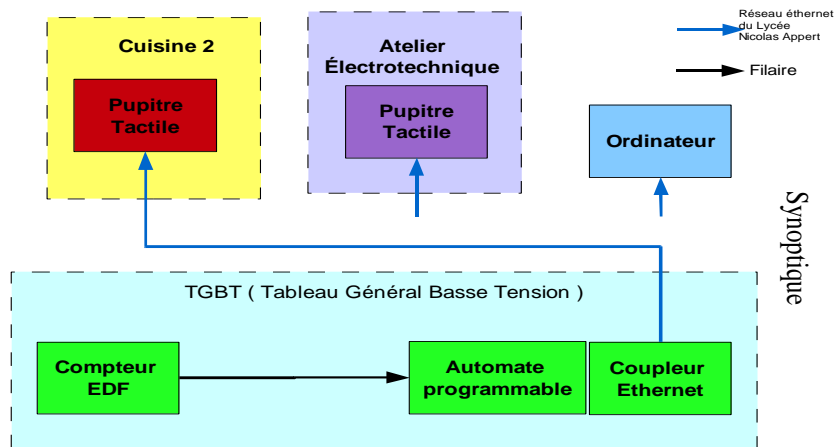 Réseau éthernet
du Lycée
Nicolas Appert
Filaire
Cuisine 2
Pupitre
Tactile
Atelier
Électrotechnique
Pupitre
Tactile
Ordinateur
Synoptique
TGBT ( Tableau Général Basse Tension )
Compteur
EDF
Automate
programmable
Coupleur
Ethernet